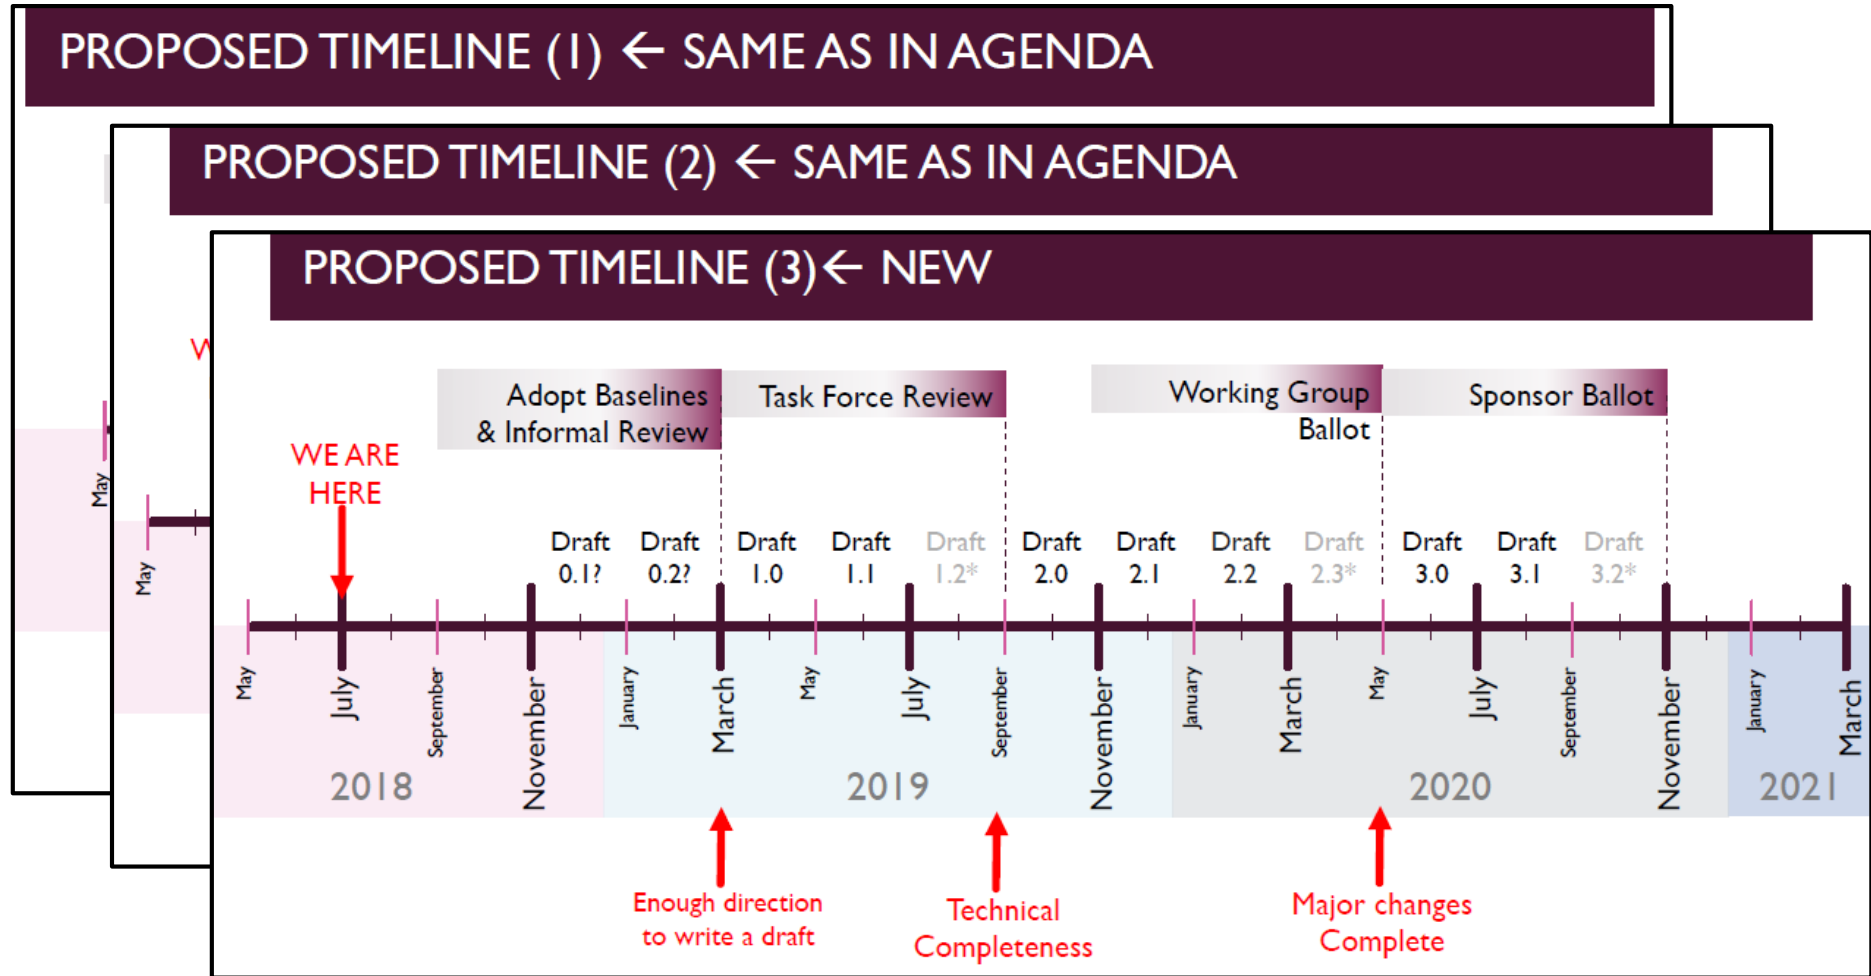 PROPOSED TIMELINE (1) ← SAME AS IN AGENDA
PROPOSED TIMELINE (2) ← SAME AS IN AGENDA
PROPOSED TIMELINE (3) ← NEW
Adopt Baselines
& Informal Review
Task Force Review
Working Group
Ballot
Sponsor Ballot
WE ARE
HERE
Draft
0.1?
Draft
0.2?
Draft
1.0
Draft
1.1
Draft
1.2*
Draft
2.0
Draft
2.1
Draft
2.2
Draft
2.3*
Draft
3.0
Draft
3.1
Draft
3.2*
May
May
May
July
September
November
January
March
May
July
September
November
January
March
May
July
September
November
January
March
2018
2019
2020
2021
Enough direction
to write a draft
Technical
Completeness
Major changes
Complete